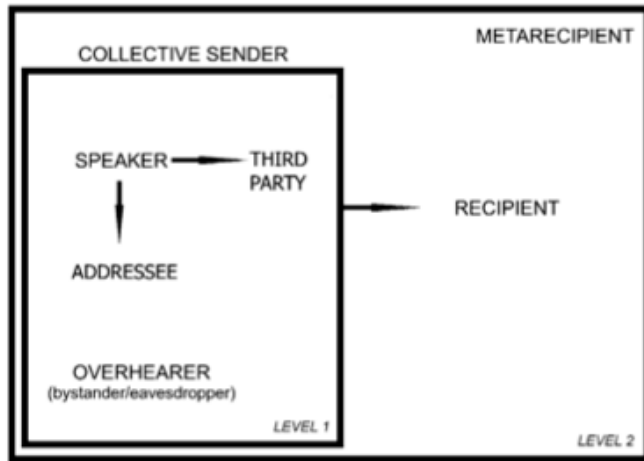 METARECIPIENT
COLLECTIVE SENDER
SPEAKER
THIRD
PARTY
RECIPIENT
ADDRESSEE
OVERHEARER
(bystander/eavesdropper)
LEVEL 1
LEVEL 2